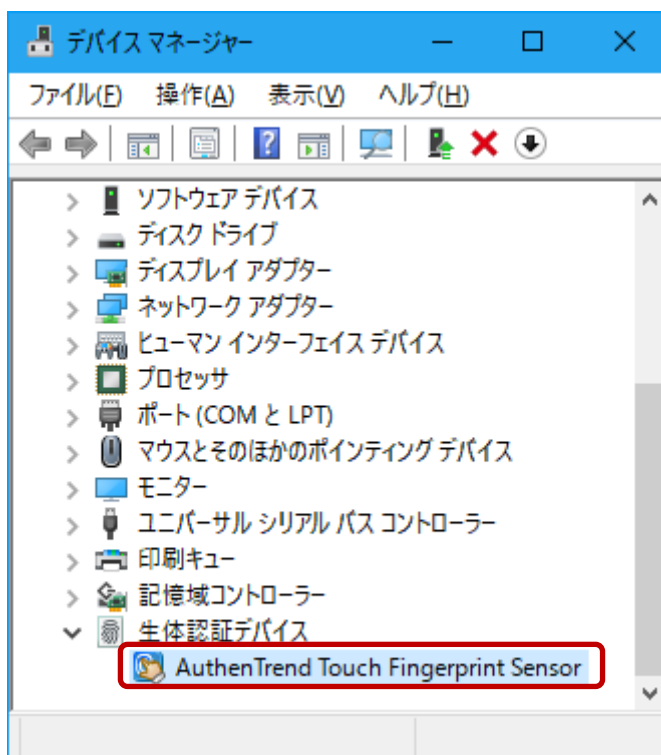 デバイス マネージャー
ファイル(F) 操作(A) 表示(V) ヘルプ(H)
ソフトウェア デバイス
ディスク ドライブ
ディスプレイ アダプター
ネットワーク アダプター
ヒューマン インターフェイス デバイス
プロセッサ
ポート (COM と LPT)
マウスとそのほかのポインティング デバイス
モニター
ユニバーサル シリアル バス コントローラー
印刷キュー
記憶域コントローラー
生体認証デバイス
AuthenTrend Touch Fingerprint Sensor